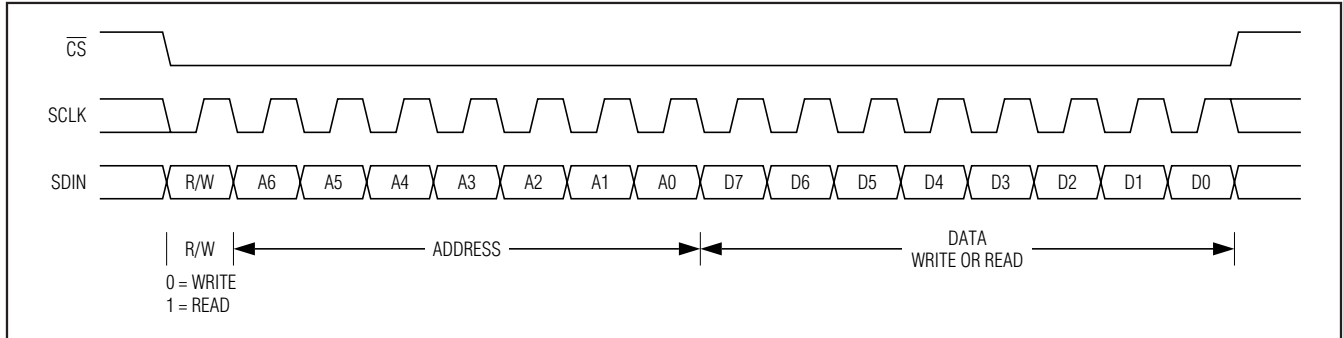 CS
SCLK
SDIN R/W A6 A5 A4 A3 A2 A1 A0 D7 D6 D5 D4 D3 D2 D1 D0
R/W ADDRESS DATA
WRITE OR READ
0 = WRITE
1 = READ